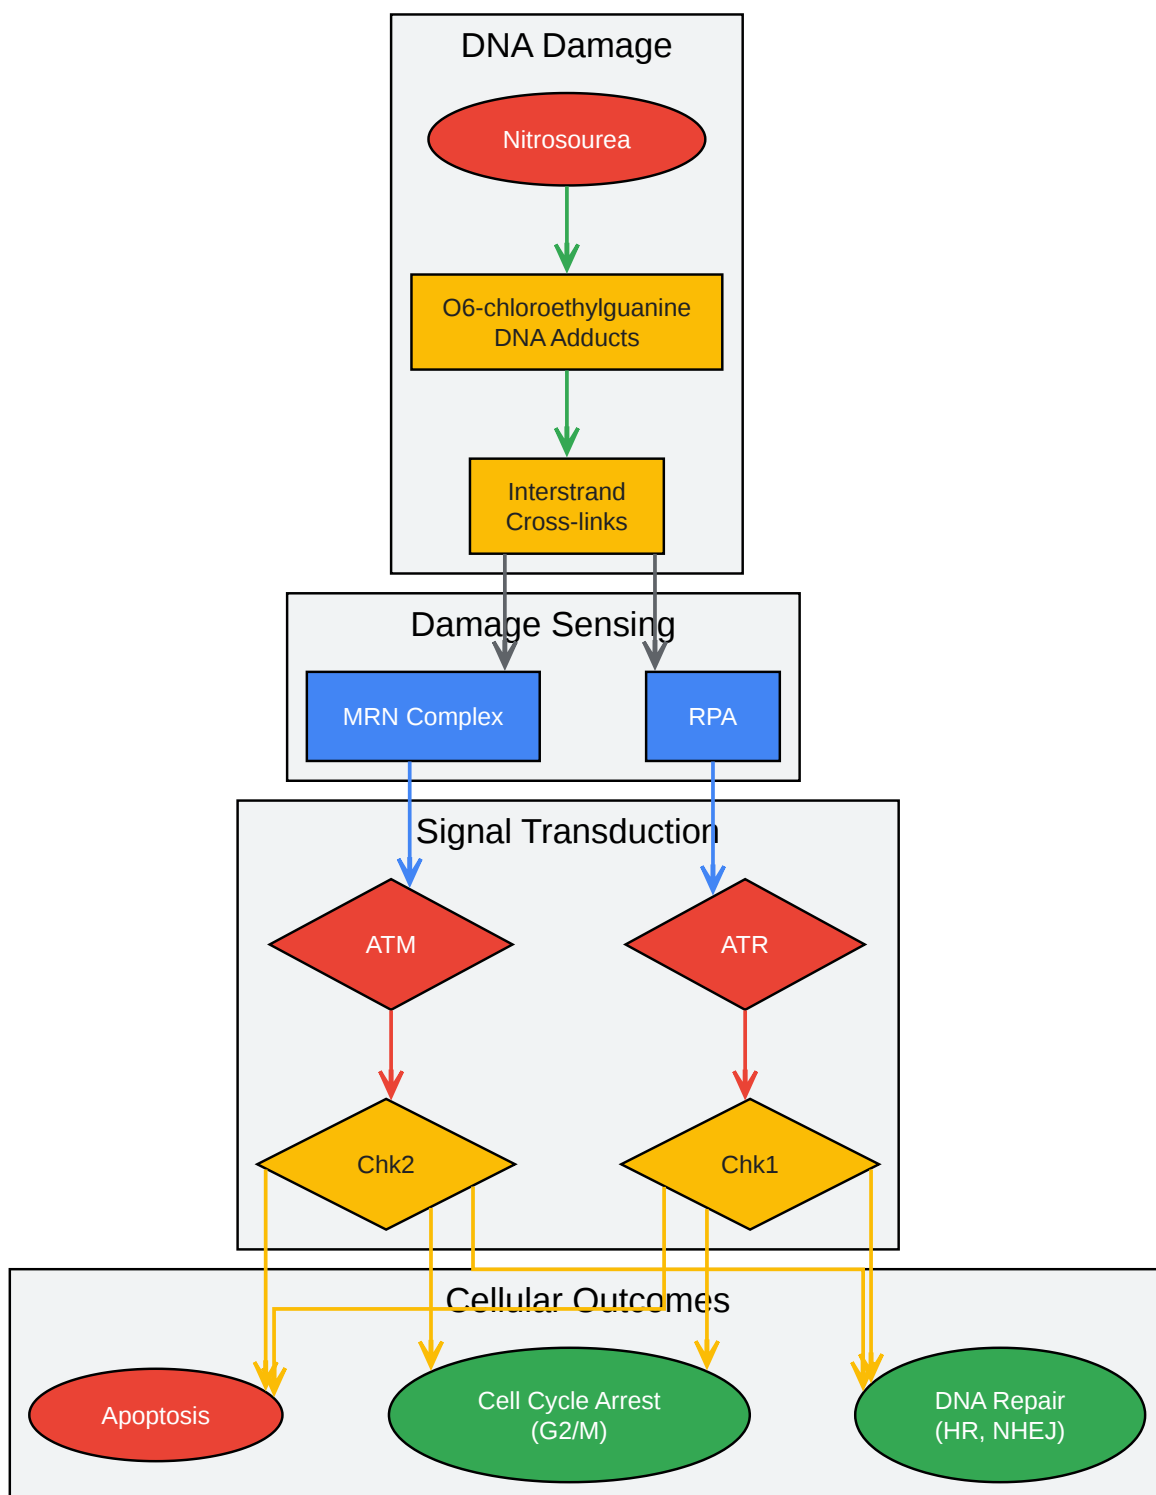 DNA Damage
Nitrosourea
O6-chloroethylguanine
DNA Adducts
Interstrand
Cross-links
Damage Sensing
MRN Complex
RPA
Signal Transduction
ATM
ATR
Chk2
Chk1
Cellular Outcomes
Apoptosis
Cell Cycle Arrest
(G2/M)
DNA Repair
(HR, NHEJ)